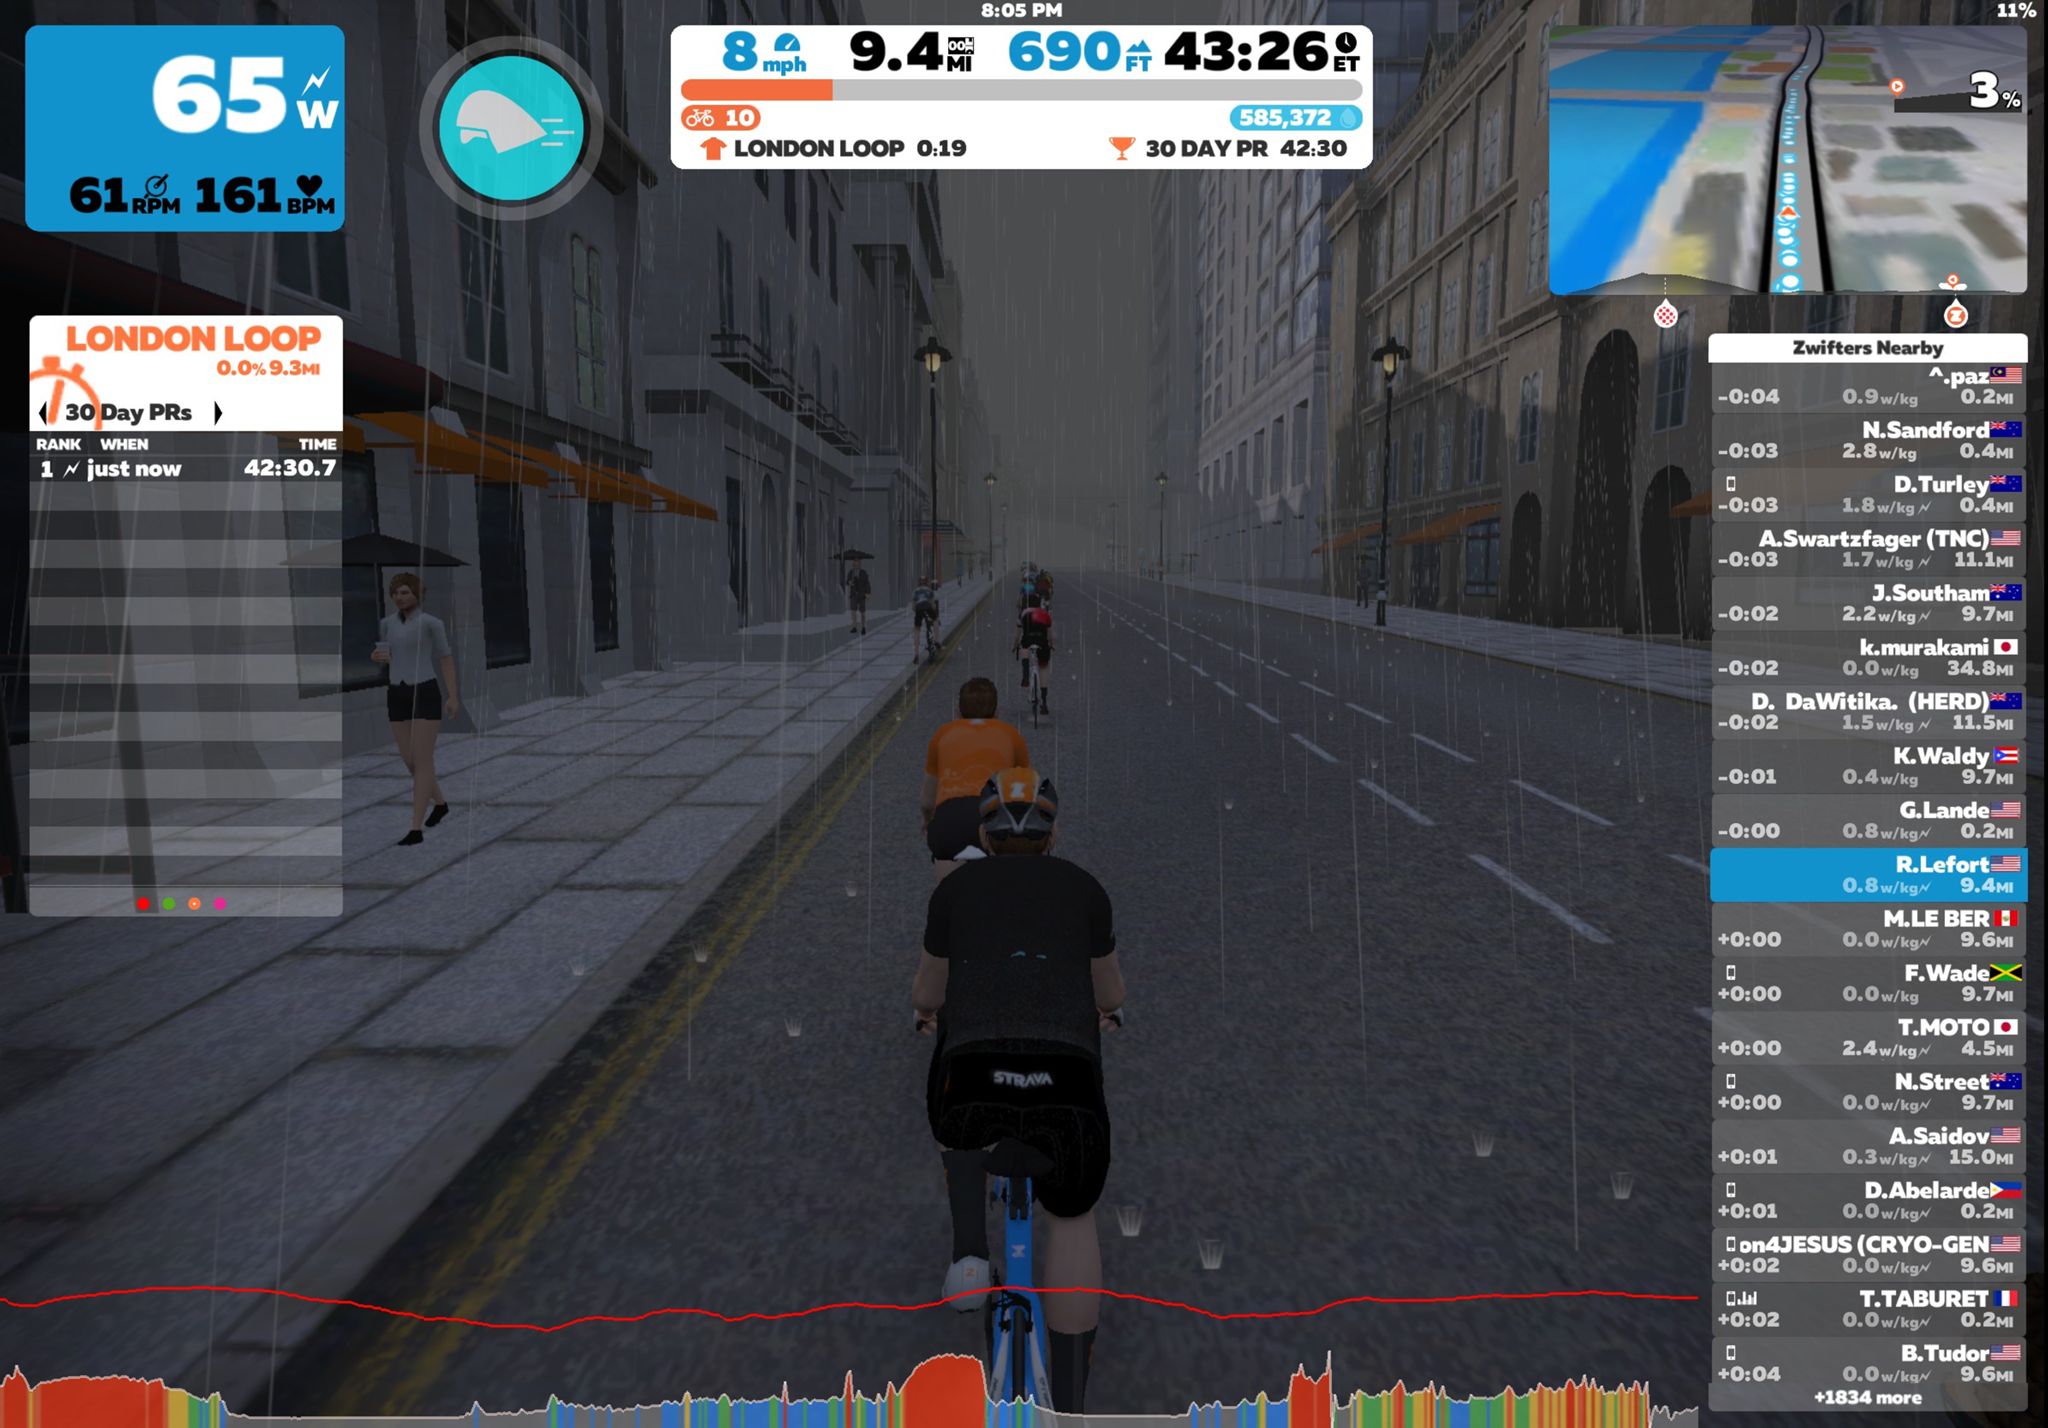 8:05 PM
11%
65 W
61 RPM 161 BPM
8 mph 9.4 MI 690 FT 43:26 ET
10
585,372
LONDON LOOP 0:19
30 DAY PR 42:30
3%
LONDON LOOP
0.0% 9.3MI
30 Day PRs
RANK WHEN TIME
1 just now 42:30.7
Zwifters Nearby
^.paz
-0:04 0.9w/kg 0.2MI
N.Sandford
-0:03 2.8w/kg 0.4MI
D.Turley
-0:03 1.8w/kg 0.4MI
A.Swartzfager (TNC)
-0:03 1.7w/kg 11.1MI
J.Southam
-0:02 2.2w/kg 9.7MI
k.murakami
-0:02 0.0w/kg 34.8MI
D. DaWitika. (HERD)
-0:02 1.5w/kg 11.5MI
K.Waldy
-0:01 0.4w/kg 9.7MI
G.Lande
-0:00 0.8w/kg 0.2MI
R.Lefort
0.8w/kg 9.4MI
M.LE BER
+0:00 0.0w/kg 9.6MI
F.Wade
+0:00 0.0w/kg 9.7MI
T.MOTO
+0:00 2.4w/kg 4.5MI
N.Street
+0:00 0.0w/kg 9.7MI
A.Saidov
+0:01 0.3w/kg 15.0MI
D.Abelarde
+0:01 0.0w/kg 0.2MI
on4JESUS (CRYO-GEN
+0:02 0.0w/kg 9.6MI
T.TABURET
+0:02 0.0w/kg 0.2MI
B.Tudor
+0:04 0.0w/kg 9.6MI
+1834 more
STRAVA